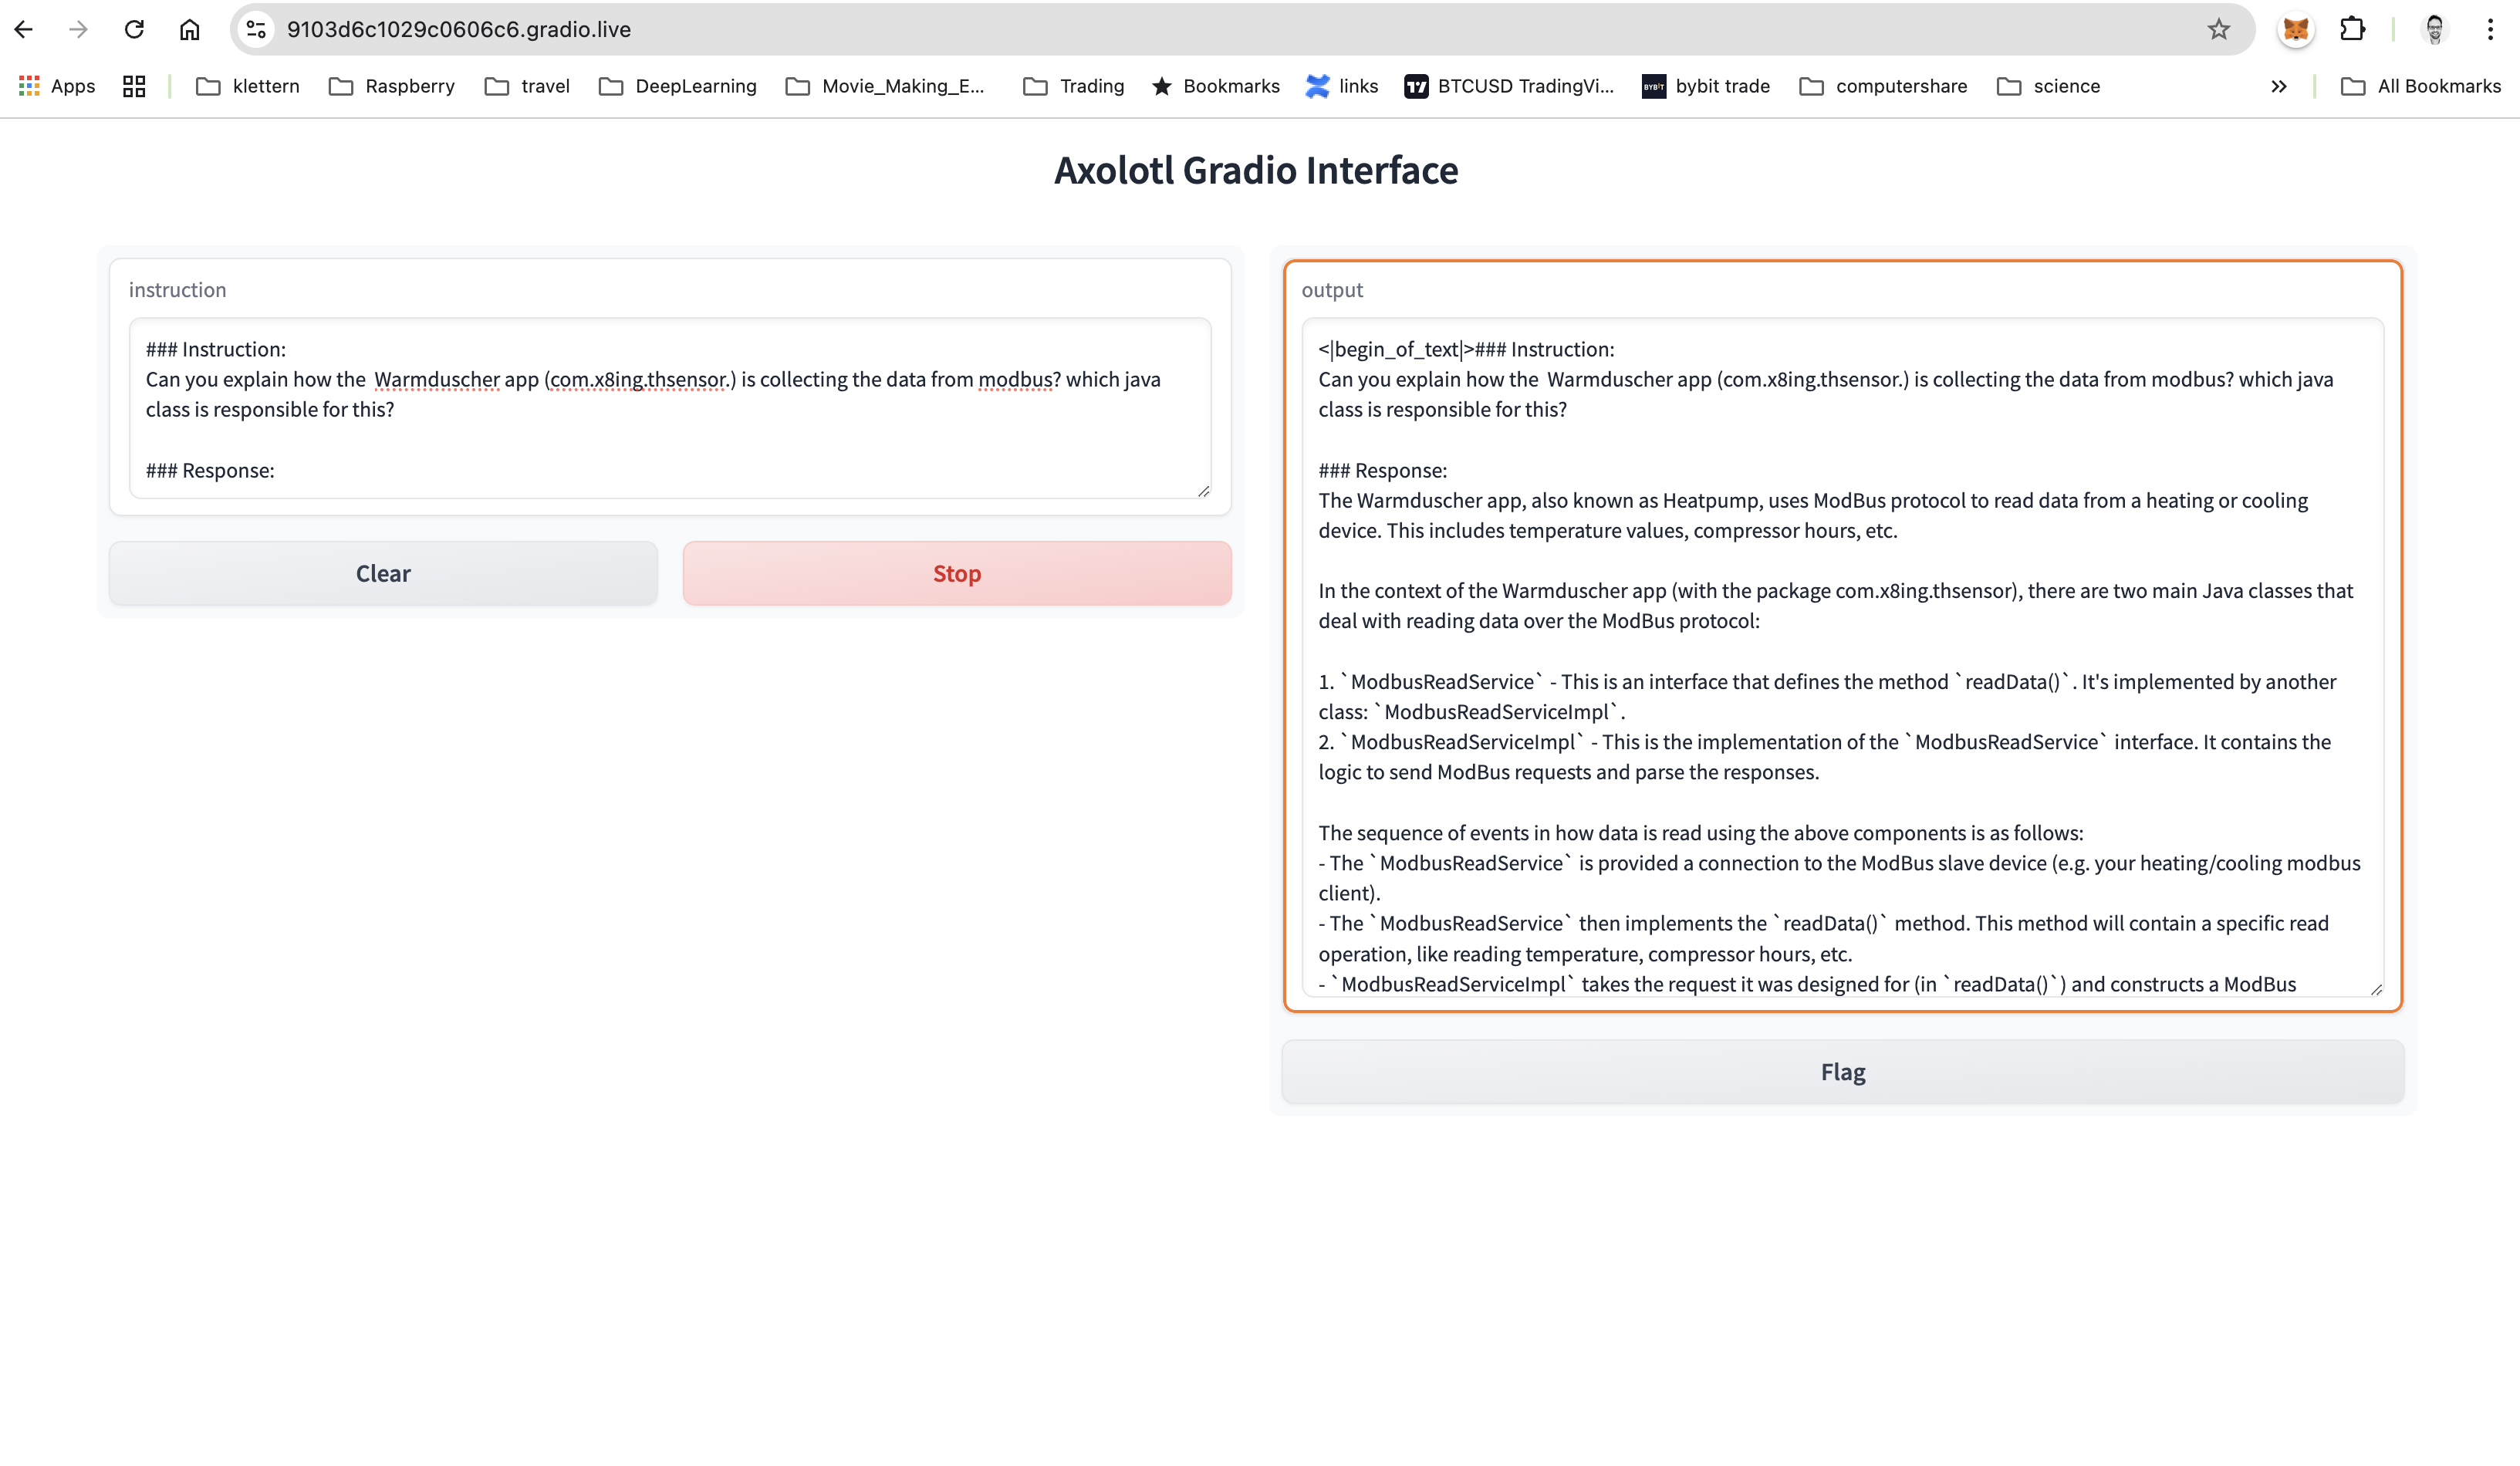 9103d6c1029c0606c6.gradio.live
Apps klettern Raspberry travel DeepLearning Movie_Making_E... Trading Bookmarks links BTCUSD TradingVi... bybit trade computershare science » All Bookmarks
Axolotl Gradio Interface
instruction
### Instruction:
Can you explain how the  Warmduscher app (com.x8ing.thsensor.) is collecting the data from modbus? which java
class is responsible for this?
### Response:
Clear
Stop
output
<|begin_of_text|>### Instruction:
Can you explain how the  Warmduscher app (com.x8ing.thsensor.) is collecting the data from modbus? which java
class is responsible for this?
### Response:
The Warmduscher app, also known as Heatpump, uses ModBus protocol to read data from a heating or cooling
device. This includes temperature values, compressor hours, etc.
In the context of the Warmduscher app (with the package com.x8ing.thsensor), there are two main Java classes that
deal with reading data over the ModBus protocol:
1. `ModbusReadService` - This is an interface that defines the method `readData()`. It's implemented by another
class: `ModbusReadServiceImpl`.
2. `ModbusReadServiceImpl` - This is the implementation of the `ModbusReadService` interface. It contains the
logic to send ModBus requests and parse the responses.
The sequence of events in how data is read using the above components is as follows:
- The `ModbusReadService` is provided a connection to the ModBus slave device (e.g. your heating/cooling modbus
client).
- The `ModbusReadService` then implements the `readData()` method. This method will contain a specific read
operation, like reading temperature, compressor hours, etc.
- `ModbusReadServiceImpl` takes the request it was designed for (in `readData()`) and constructs a ModBus
Flag